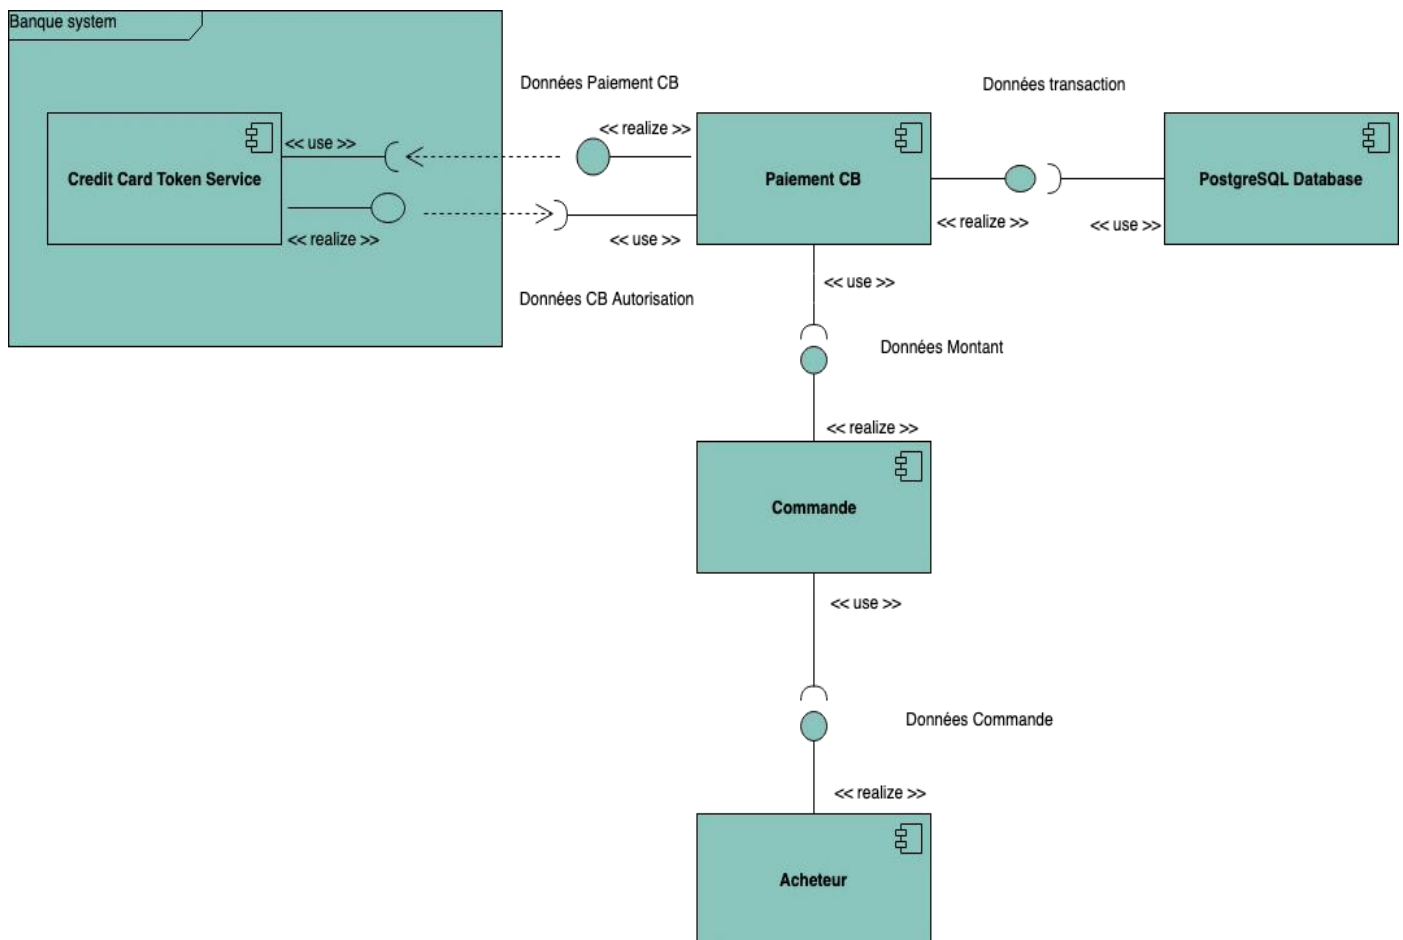 Banque system
Données Paiement CB
Données transaction
<< realize >>
<< use >>
Credit Card Token Service
Paiement CB
PostgreSQL Database
<< realize >>
<< use >>
<< realize >>
<< use >>
<< use >>
Données CB Autorisation
Données Montant
<< realize >>
Commande
<< use >>
Données Commande
<< realize >>
Acheteur